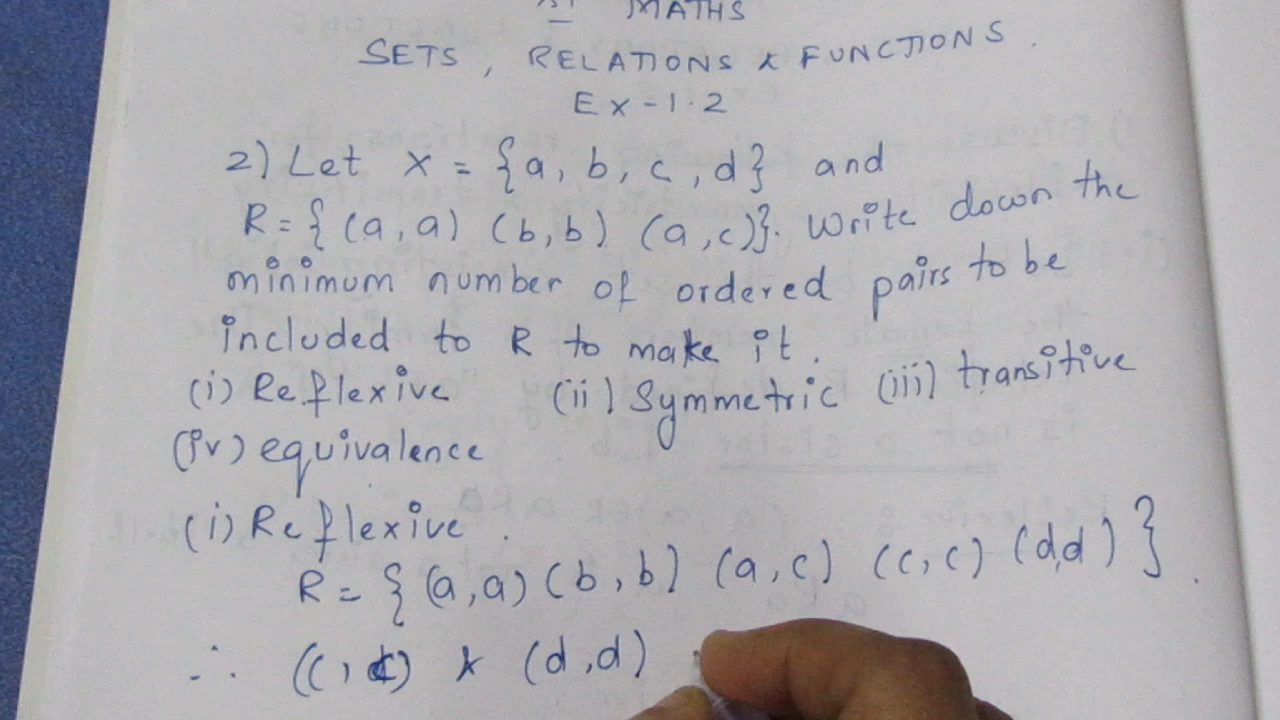 XI MATHS
SETS, RELATIONS & FUNCTIONS.
Ex-1.2
2) Let X = {a, b, c, d} and
R = {(a, a) (b, b) (a, c)}. Write down the
minimum number of ordered pairs to be
included to R to make it.
(i) Reflexive (ii) Symmetric (iii) transitive
(iv) equivalence
(i) Reflexive.
R = {(a, a) (b, b) (a, c) (c, c) (d, d)}.
∴ (c, c) & (d, d)